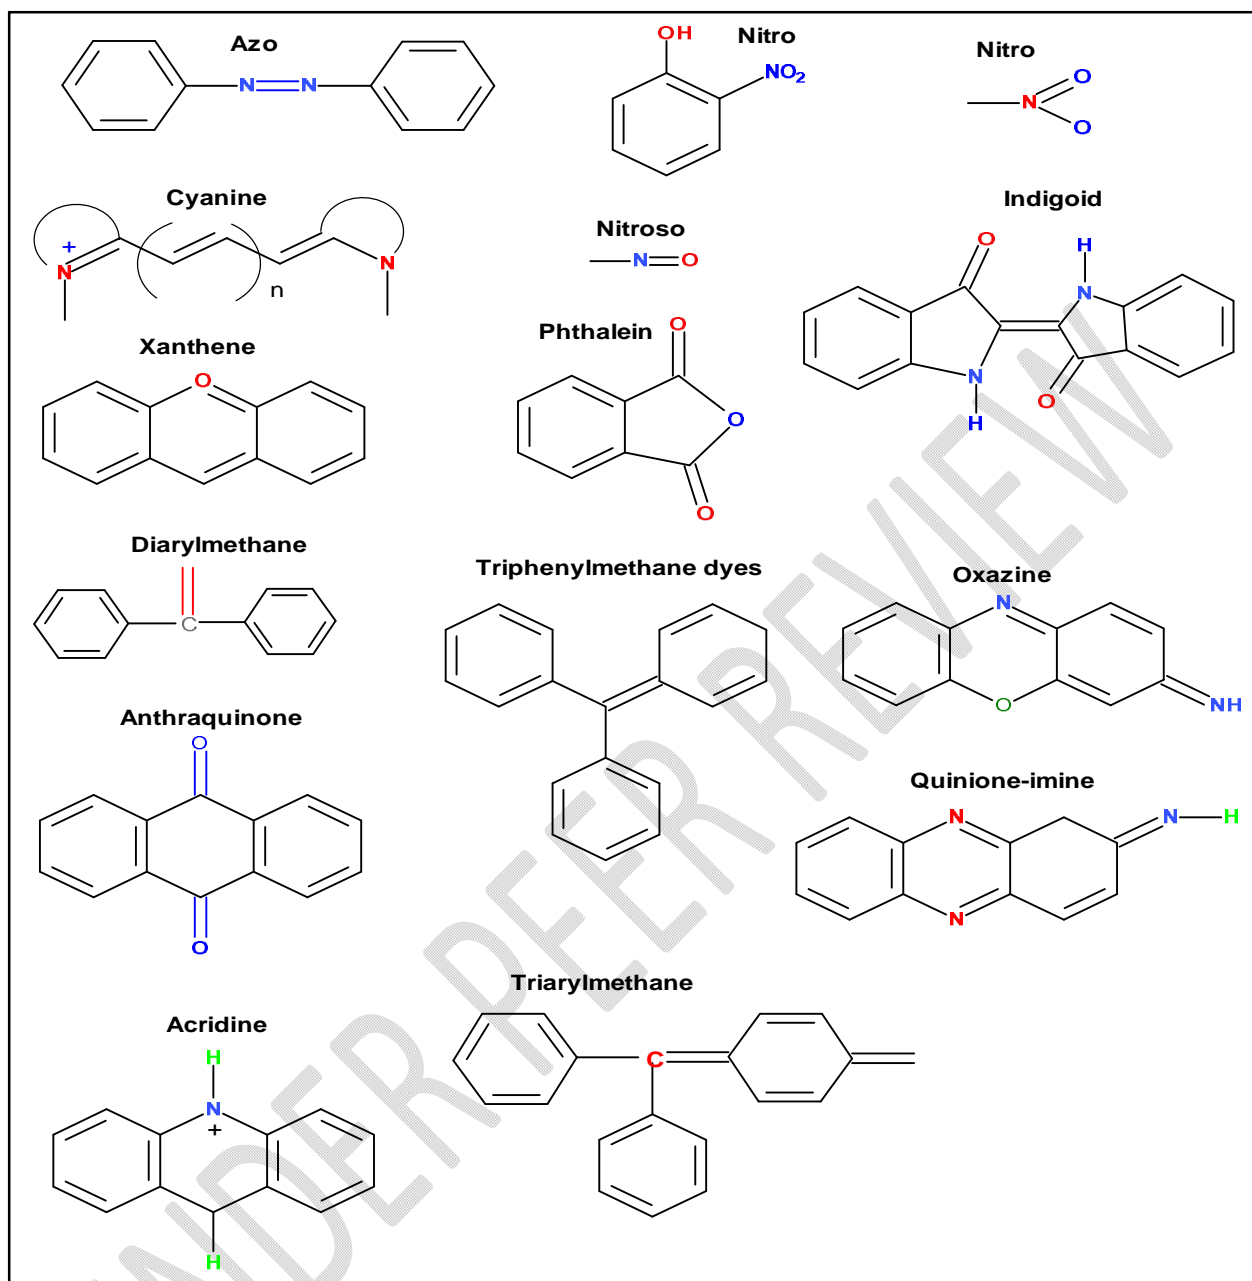 Azo
N N
OH
Nitro
NO2
Nitro
O
N
O
Cyanine
+
N
N
n
Nitroso
N O
Indigoid
O
H
N
N
H
O
Xanthene
O
Phthalein
O
O
O
Diarylmethane
C
Triphenylmethane dyes
Oxazine
N
O
NH
Anthraquinone
O
O
Quinione-imine
N
N
N H
Triarylmethane
C
Acridine
H
N
+
H
UNDER PEER REVIEW